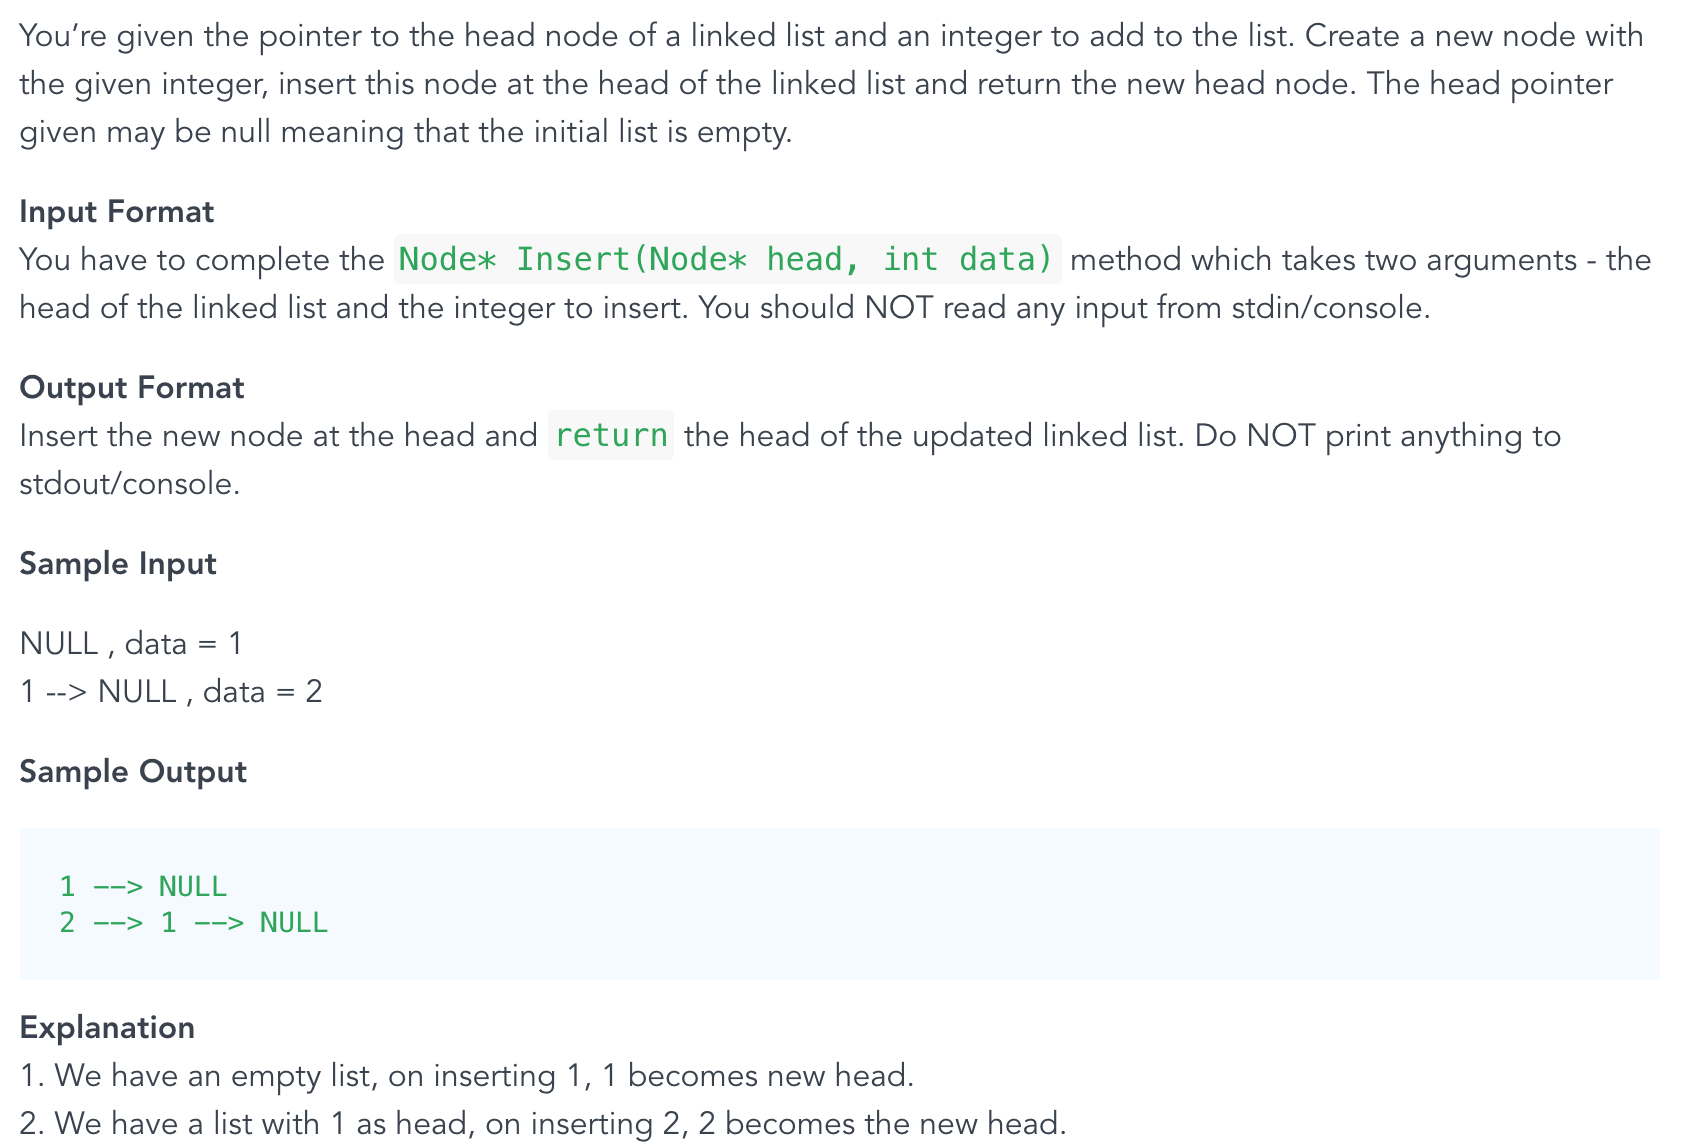 You’re given the pointer to the head node of a linked list and an integer to add to the list. Create a new node with
the given integer, insert this node at the head of the linked list and return the new head node. The head pointer
given may be null meaning that the initial list is empty.
Input Format
You have to complete the Node* Insert(Node* head, int data) method which takes two arguments - the
head of the linked list and the integer to insert. You should NOT read any input from stdin/console.
Output Format
Insert the new node at the head and return the head of the updated linked list. Do NOT print anything to
stdout/console.
Sample Input
NULL , data = 1
1 --> NULL , data = 2
Sample Output
1 --> NULL
2 --> 1 --> NULL
Explanation
1. We have an empty list, on inserting 1, 1 becomes new head.
2. We have a list with 1 as head, on inserting 2, 2 becomes the new head.